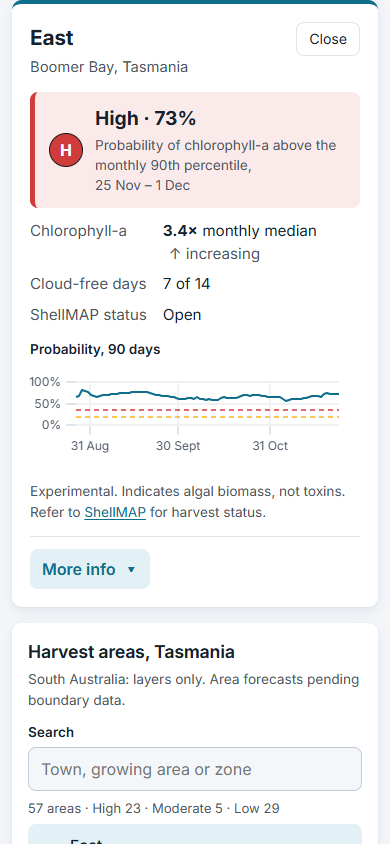 East
Close
Boomer Bay, Tasmania
H
High · 73%
Probability of chlorophyll-a above the
monthly 90th percentile,
25 Nov – 1 Dec
Chlorophyll-a 3.4× monthly median
↑ increasing
Cloud-free days 7 of 14
ShellMAP status Open
Probability, 90 days
100%
50%
0%
31 Aug 30 Sept 31 Oct
Experimental. Indicates algal biomass, not toxins.
Refer to ShellMAP for harvest status.
More info ▼
Harvest areas, Tasmania
South Australia: layers only. Area forecasts pending
boundary data.
Search
Town, growing area or zone
57 areas · High 23 · Moderate 5 · Low 29
East